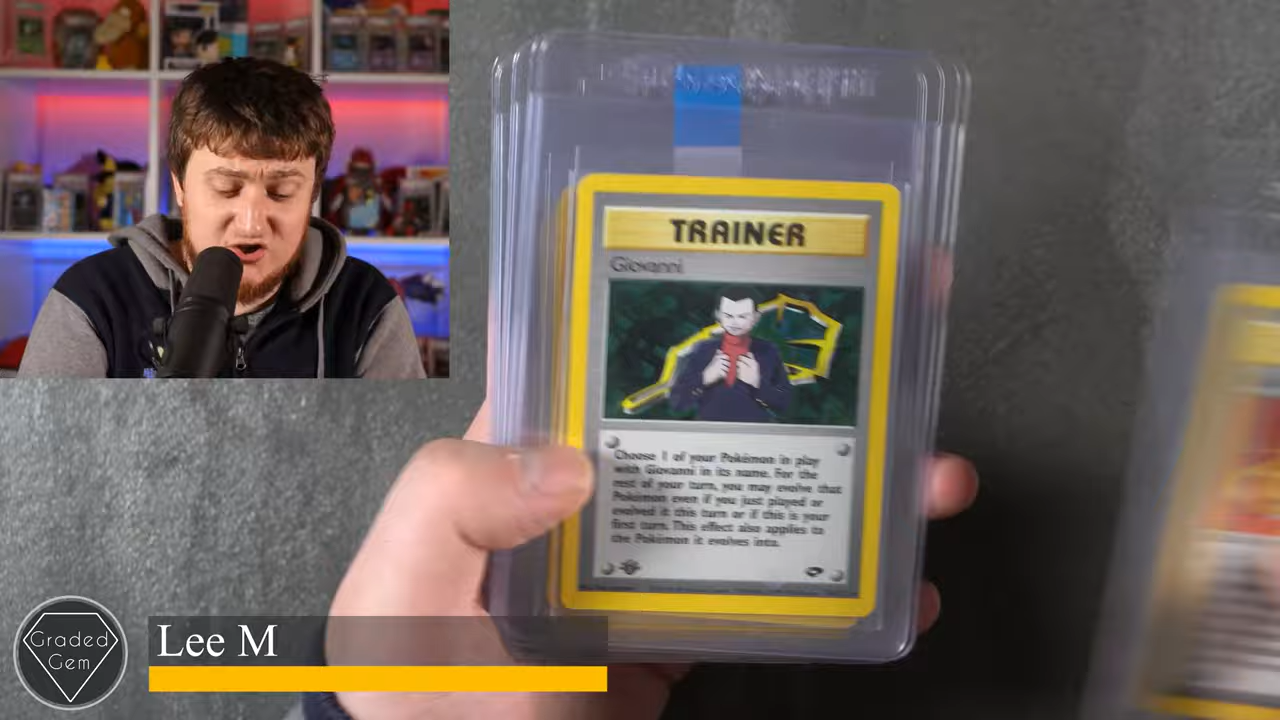 TRAINER
Giovanni
Choose 1 of your Pokémon in play
with Giovanni in its name. For the
rest of your turn, you may evolve that
Pokémon even if you just played or
evolved it this turn or if this is your
first turn. This effect also applies to
the Pokémon it evolves into.
Graded
Gem
Lee M